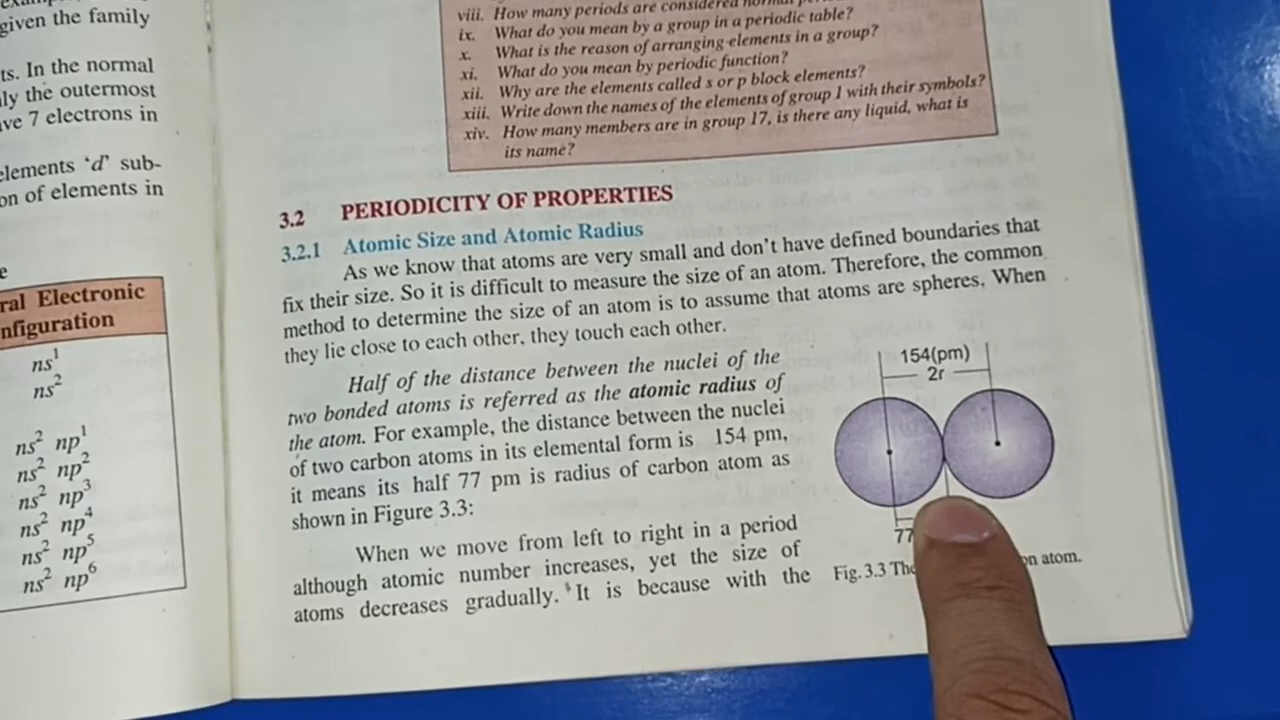 given the family
ts. In the normal
ly the outermost
ve 7 electrons in
elements ‘d’ sub-
on of elements in
e
ral Electronic
nfiguration
ns¹
ns²
ns² np¹
ns² np²
ns² np³
ns² np⁴
ns² np⁵
ns² np⁶
viii. How many periods are considered normal
ix. What do you mean by a group in a periodic table?
x. What is the reason of arranging elements in a group?
xi. What do you mean by periodic function?
xii. Why are the elements called s or p block elements?
xiii. Write down the names of the elements of group 1 with their symbols?
xiv. How many members are in group 17, is there any liquid, what is
its name?
3.2 PERIODICITY OF PROPERTIES
3.2.1 Atomic Size and Atomic Radius
As we know that atoms are very small and don’t have defined boundaries that
fix their size. So it is difficult to measure the size of an atom. Therefore, the common
method to determine the size of an atom is to assume that atoms are spheres. When
they lie close to each other, they touch each other.
Half of the distance between the nuclei of the
two bonded atoms is referred as the atomic radius of
the atom. For example, the distance between the nuclei
of two carbon atoms in its elemental form is 154 pm,
it means its half 77 pm is radius of carbon atom as
shown in Figure 3.3:
When we move from left to right in a period
although atomic number increases, yet the size of
atoms decreases gradually. It is because with the
154(pm)
2r
77
Fig. 3.3 The
on atom.